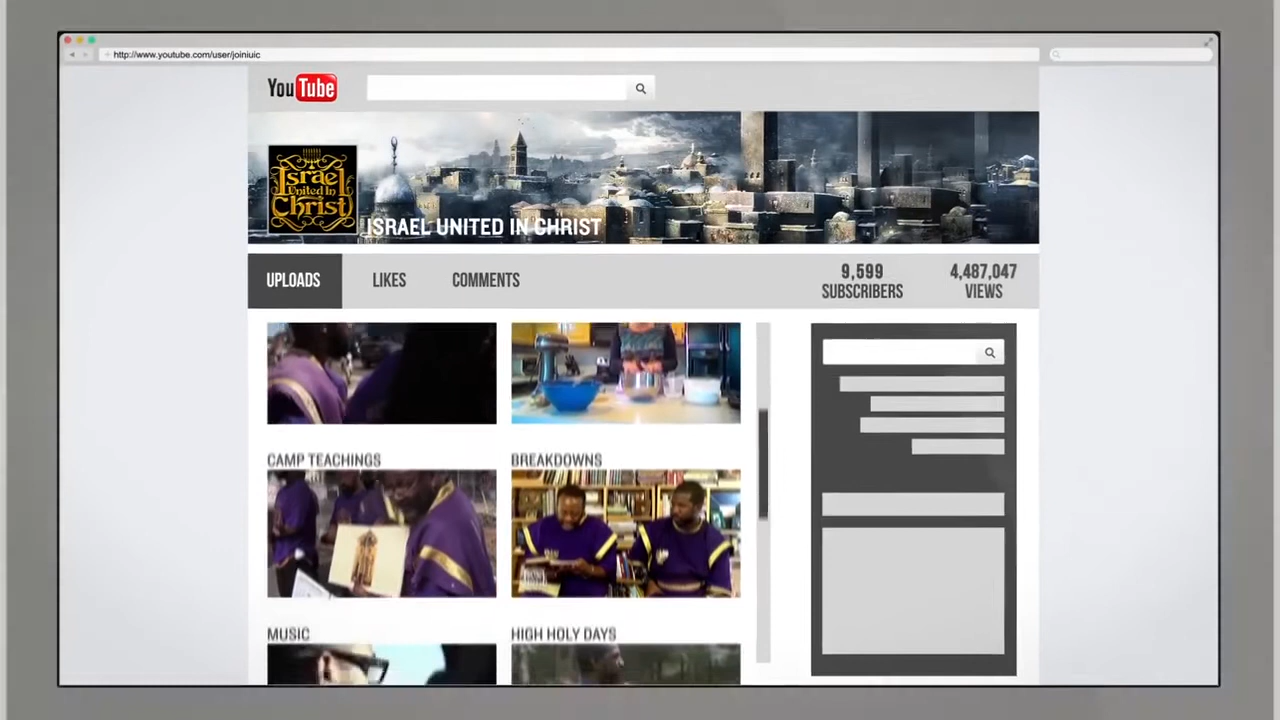 http://www.youtube.com/user/joiniuic
YouTube
Israel
United In
Christ
ISRAEL UNITED IN CHRIST
UPLOADS
LIKES
COMMENTS
9,599
SUBSCRIBERS
4,487,047
VIEWS
CAMP TEACHINGS
BREAKDOWNS
MUSIC
HIGH HOLY DAYS